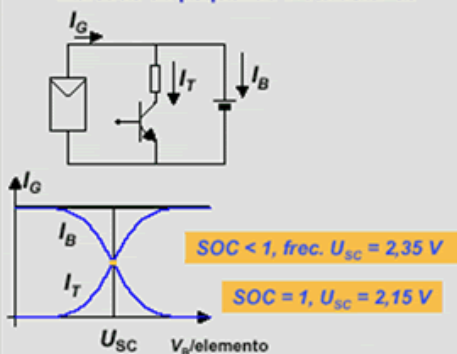 I_G
I_T
I_B
I_G
I_B
I_T
SOC < 1, frec. U_SC = 2,35 V
SOC = 1, U_SC = 2,15 V
U_SC V_B/elemento